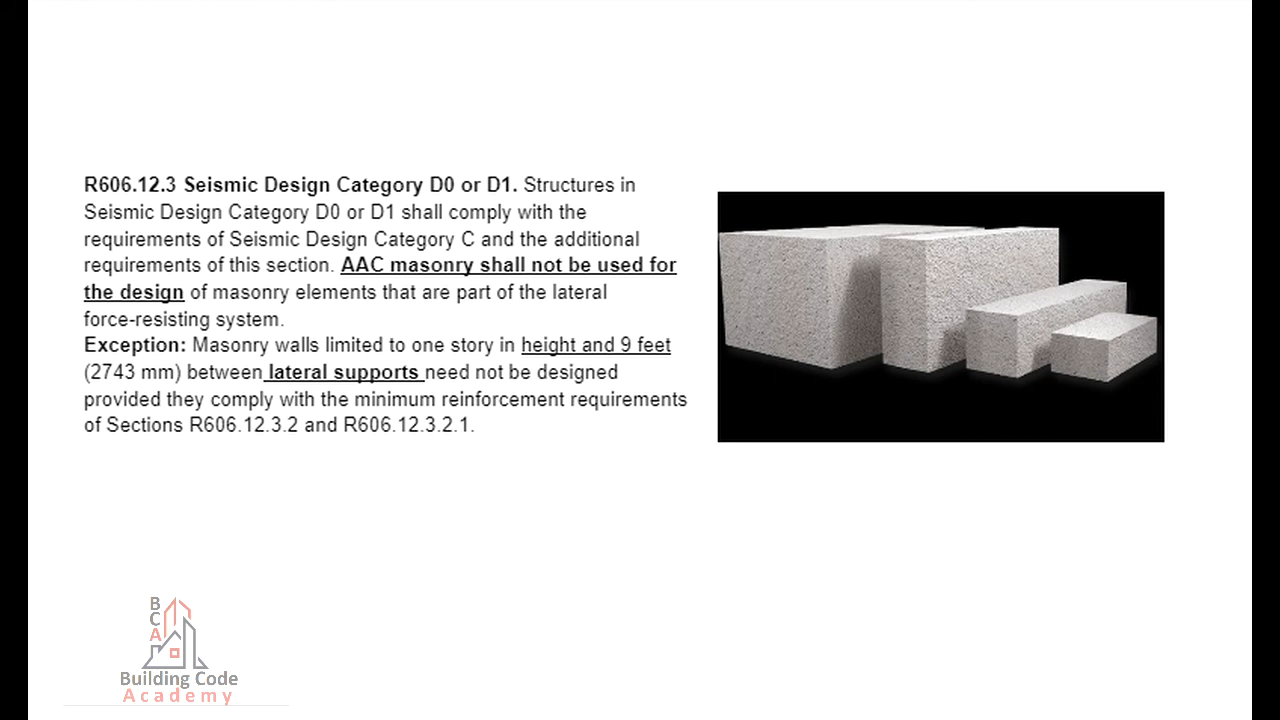 R606.12.3 Seismic Design Category D0 or D1. Structures in
Seismic Design Category D0 or D1 shall comply with the
requirements of Seismic Design Category C and the additional
requirements of this section. AAC masonry shall not be used for
the design of masonry elements that are part of the lateral
force-resisting system.
Exception: Masonry walls limited to one story in height and 9 feet
(2743 mm) between lateral supports need not be designed
provided they comply with the minimum reinforcement requirements
of Sections R606.12.3.2 and R606.12.3.2.1.
B
C
A
Building Code
Academy